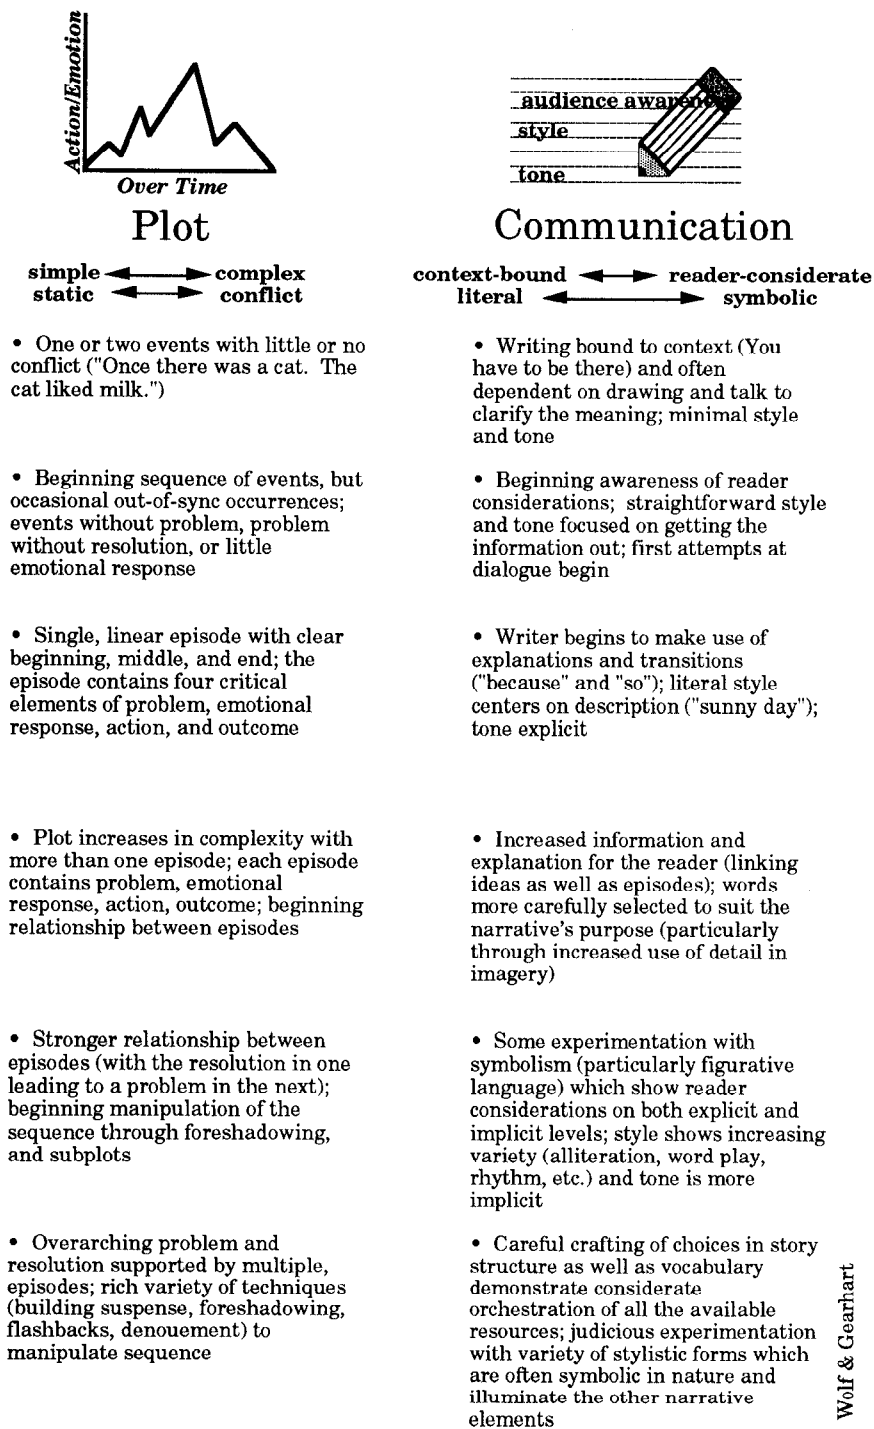 Action/Emotion
Over Time
Plot
simple complex
static conflict
• One or two events with little or no
conflict ("Once there was a cat. The
cat liked milk.")
• Beginning sequence of events, but
occasional out-of-sync occurrences;
events without problem, problem
without resolution, or little
emotional response
• Single, linear episode with clear
beginning, middle, and end; the
episode contains four critical
elements of problem, emotional
response, action, and outcome
• Plot increases in complexity with
more than one episode; each episode
contains problem, emotional
response, action, outcome; beginning
relationship between episodes
• Stronger relationship between
episodes (with the resolution in one
leading to a problem in the next);
beginning manipulation of the
sequence through foreshadowing,
and subplots
• Overarching problem and
resolution supported by multiple,
episodes; rich variety of techniques
(building suspense, foreshadowing,
flashbacks, denouement) to
manipulate sequence
audience awareness
style
tone
Communication
context-bound reader-considerate
literal symbolic
• Writing bound to context (You
have to be there) and often
dependent on drawing and talk to
clarify the meaning; minimal style
and tone
• Beginning awareness of reader
considerations; straightforward style
and tone focused on getting the
information out; first attempts at
dialogue begin
• Writer begins to make use of
explanations and transitions
("because" and "so"); literal style
centers on description ("sunny day");
tone explicit
• Increased information and
explanation for the reader (linking
ideas as well as episodes); words
more carefully selected to suit the
narrative's purpose (particularly
through increased use of detail in
imagery)
• Some experimentation with
symbolism (particularly figurative
language) which show reader
considerations on both explicit and
implicit levels; style shows increasing
variety (alliteration, word play,
rhythm, etc.) and tone is more
implicit
• Careful crafting of choices in story
structure as well as vocabulary
demonstrate considerate
orchestration of all the available
resources; judicious experimentation
with variety of stylistic forms which
are often symbolic in nature and
illuminate the other narrative
elements
Wolf & Gearhart